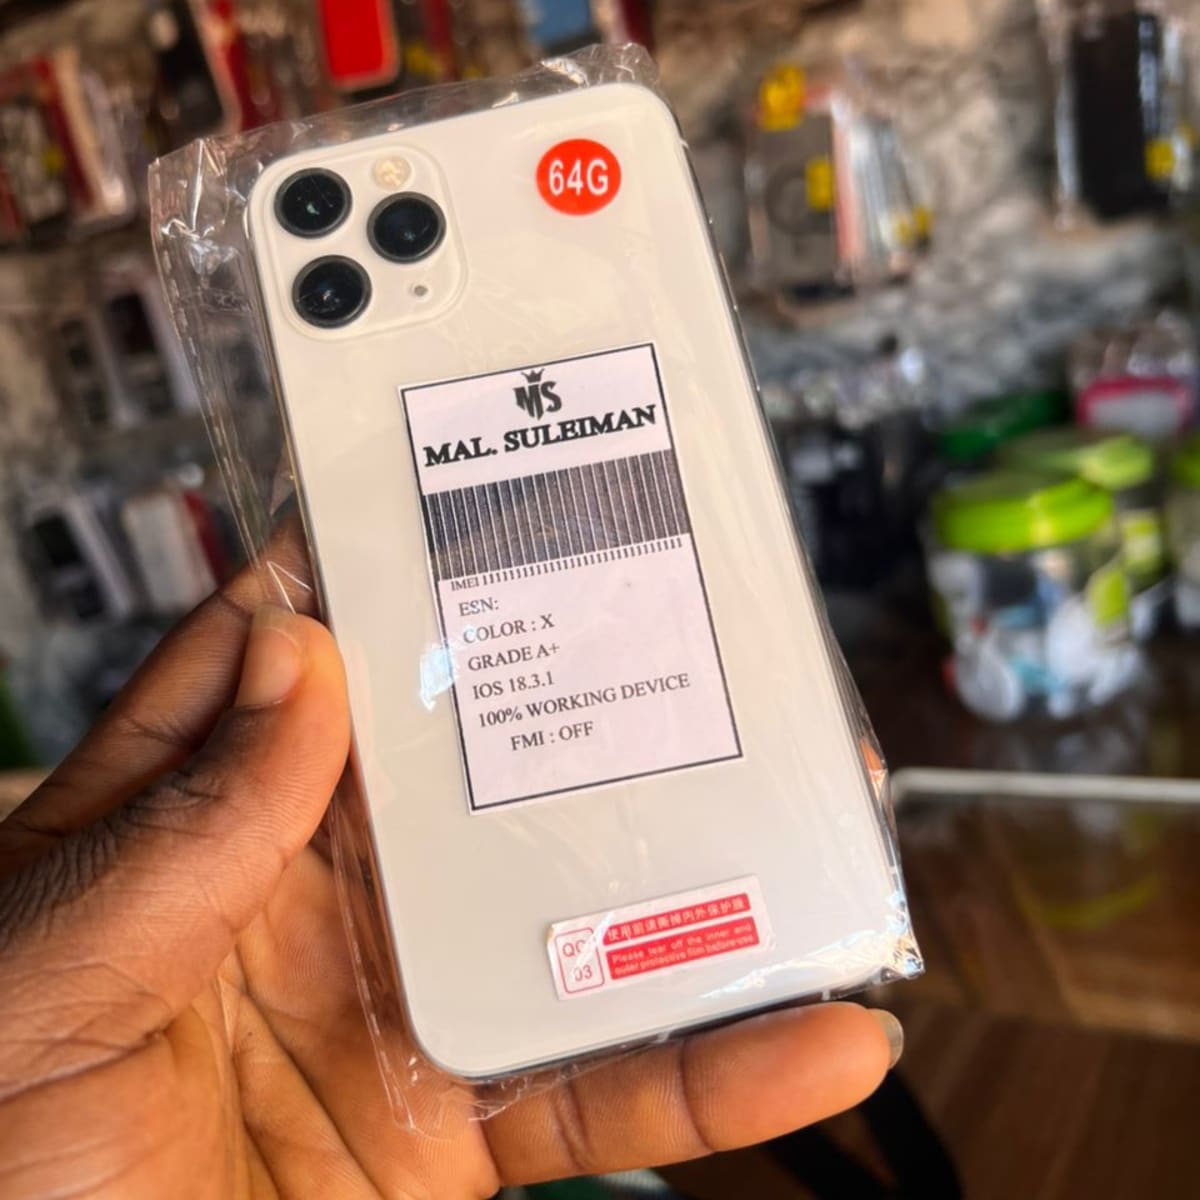 64G
MS
MAL. SULEIMAN
IMEI
ESN:
COLOR : X
GRADE A+
IOS 18.3.1
100% WORKING DEVICE
FMI : OFF
QC
03
使用前请撕掉内外保护膜
Please tear off the inner and
outer protective film before use